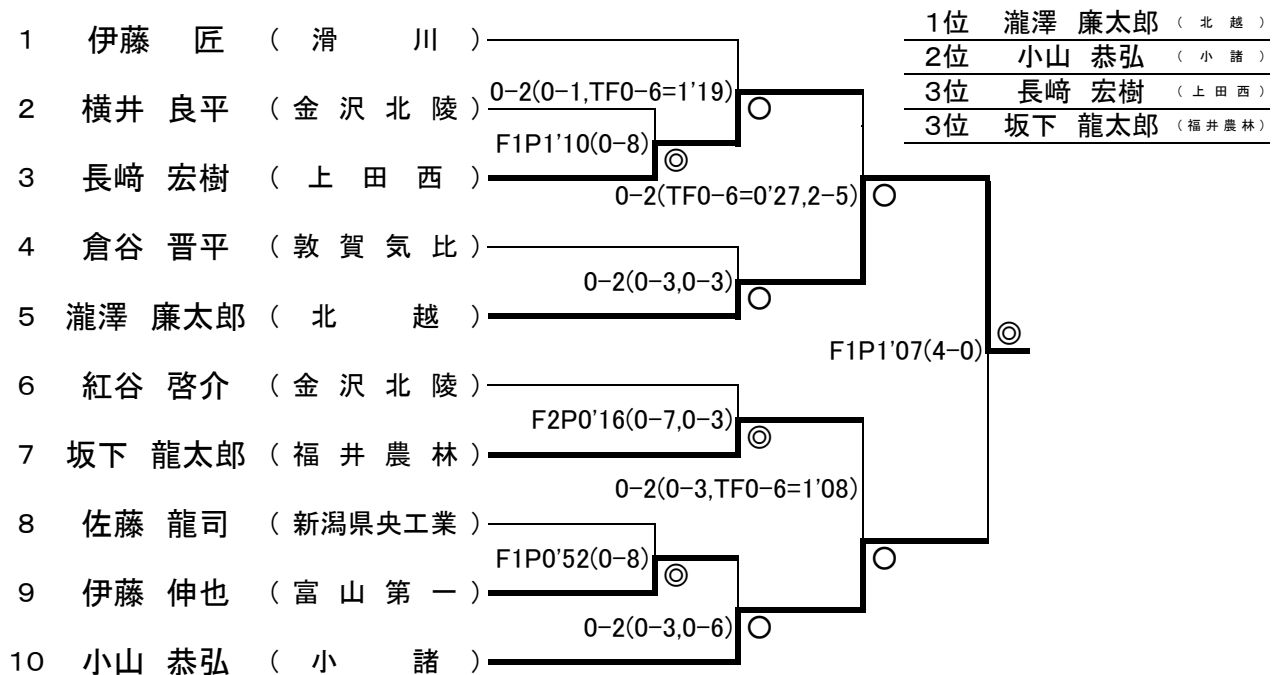 1位 瀧澤 廉太郎 （北越）
2位 小山 恭弘 （小諸）
3位 長﨑 宏樹 （上田西）
3位 坂下 龍太郎 （福井農林）
1 伊藤 匠 （滑川）
0-2(0-1,TF0-6=1'19)
○
2 横井 良平 （金沢北陵）
F1P1'10(0-8)
◎
3 長﨑 宏樹 （上田西）
0-2(TF0-6=0'27,2-5)
○
4 倉谷 晋平 （敦賀気比）
0-2(0-3,0-3)
○
5 瀧澤 廉太郎 （北越）
F1P1'07(4-0)
◎
6 紅谷 啓介 （金沢北陵）
F2P0'16(0-7,0-3)
◎
7 坂下 龍太郎 （福井農林）
0-2(0-3,TF0-6=1'08)
○
8 佐藤 龍司 （新潟県央工業）
F1P0'52(0-8)
◎
9 伊藤 伸也 （富山第一）
0-2(0-3,0-6)
○
10 小山 恭弘 （小諸）